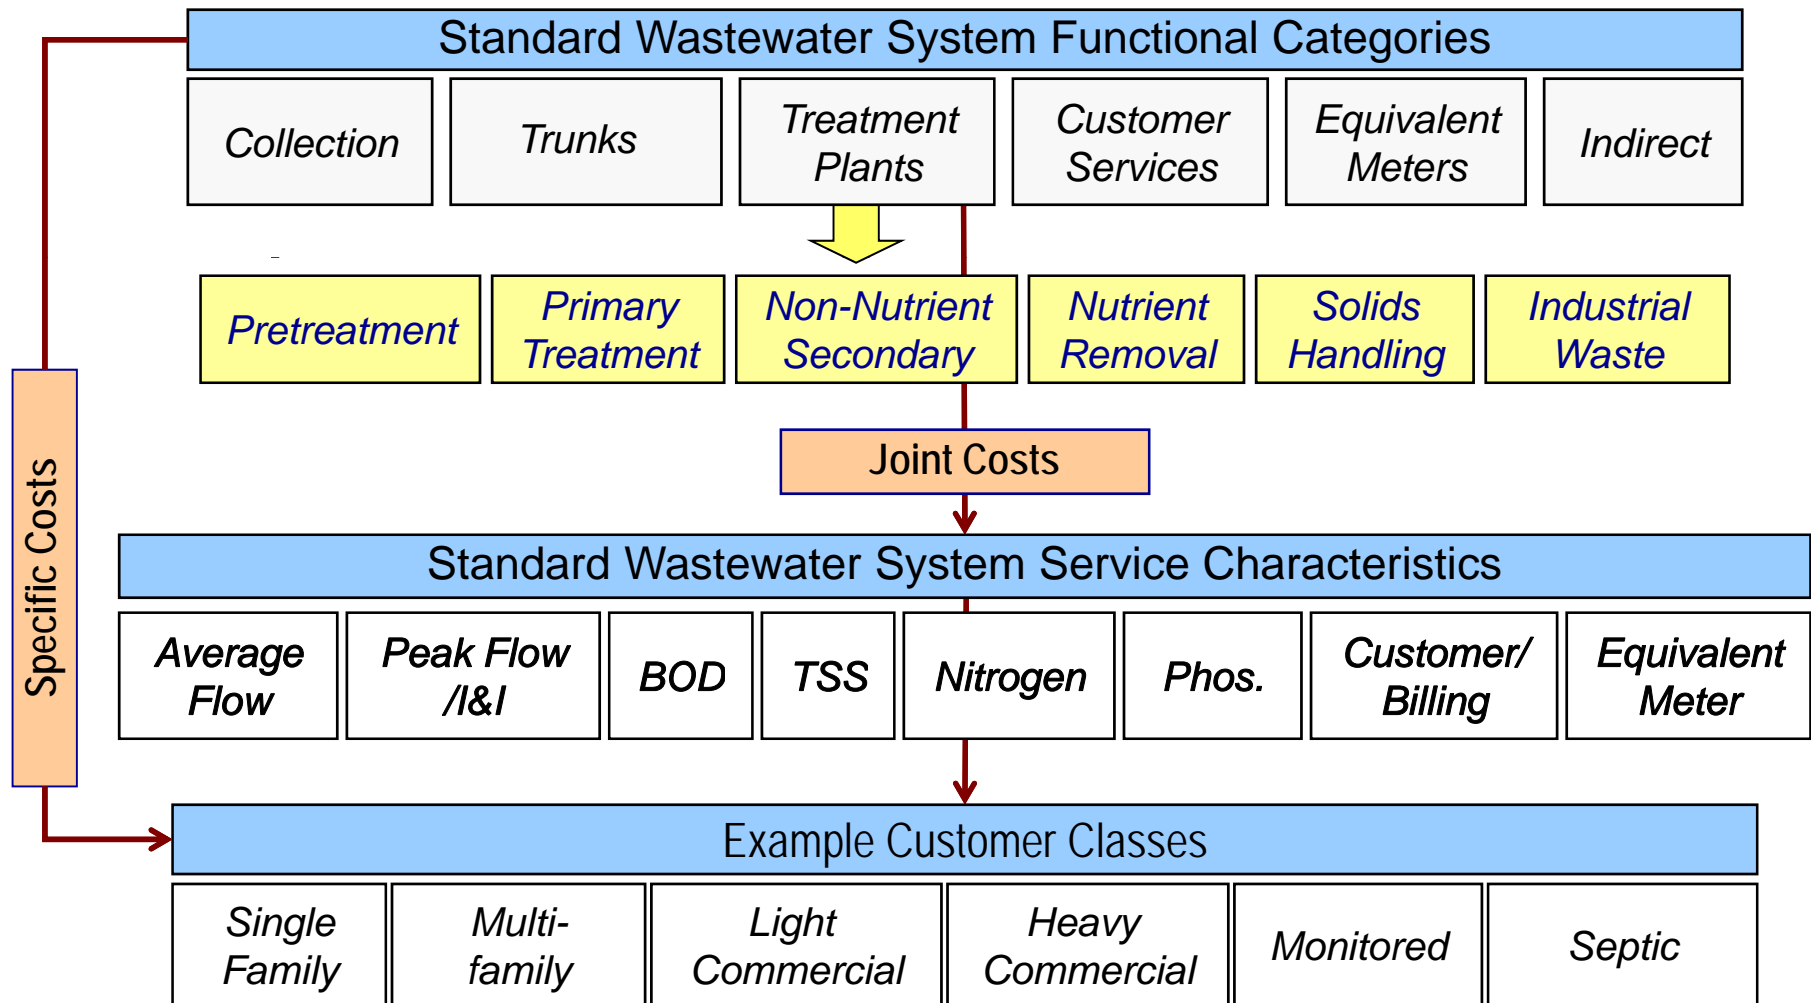 Standard Wastewater System Functional Categories
Collection
Trunks
Treatment
Plants
Customer
Services
Equivalent
Meters
Indirect
Pretreatment
Primary
Treatment
Non-Nutrient
Secondary
Nutrient
Removal
Solids
Handling
Industrial
Waste
Specific Costs
Joint Costs
Standard Wastewater System Service Characteristics
Average
Flow
Peak Flow
/I&I
BOD
TSS
Nitrogen
Phos.
Customer/
Billing
Equivalent
Meter
Example Customer Classes
Single
Family
Multi-
family
Light
Commercial
Heavy
Commercial
Monitored
Septic